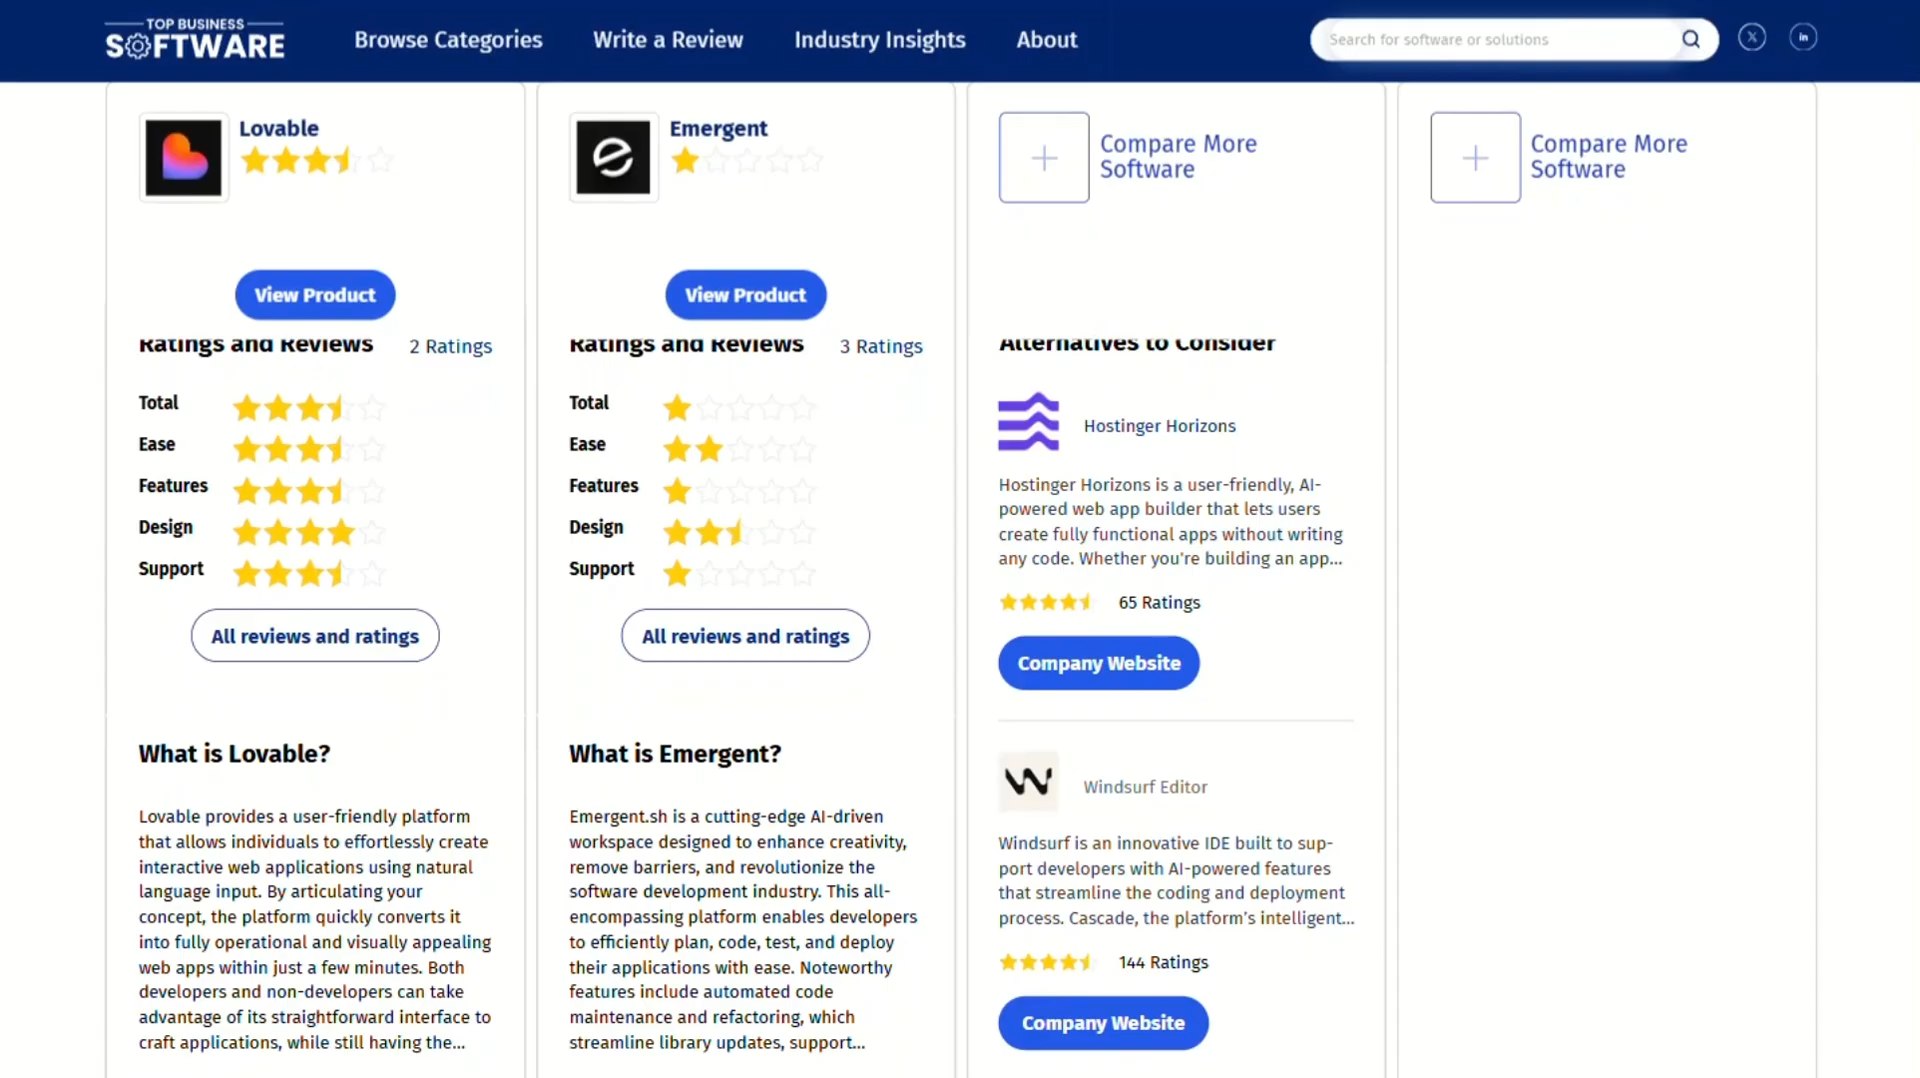 TOP BUSINESS
SOFTWARE
Browse Categories
Write a Review
Industry Insights
About
Search for software or solutions
X
in
Lovable
View Product
Ratings and Reviews
2 Ratings
Total
Ease
Features
Design
Support
All reviews and ratings
What is Lovable?
Lovable provides a user-friendly platform
that allows individuals to effortlessly create
interactive web applications using natural
language input. By articulating your
concept, the platform quickly converts it
into fully operational and visually appealing
web apps within just a few minutes. Both
developers and non-developers can take
advantage of its straightforward interface to
craft applications, while still having the...
Emergent
View Product
Ratings and Reviews
3 Ratings
Total
Ease
Features
Design
Support
All reviews and ratings
What is Emergent?
Emergent.sh is a cutting-edge AI-driven
workspace designed to enhance creativity,
remove barriers, and revolutionize the
software development industry. This all-
encompassing platform enables developers
to efficiently plan, code, test, and deploy
their applications with ease. Noteworthy
features include automated code
maintenance and refactoring, which
streamline library updates, support...
Compare More
Software
Alternatives to Consider
Hostinger Horizons
Hostinger Horizons is a user-friendly, AI-
powered web app builder that lets users
create fully functional apps without writing
any code. Whether you're building an app...
65 Ratings
Company Website
Windsurf Editor
Windsurf is an innovative IDE built to sup-
port developers with AI-powered features
that streamline the coding and deployment
process. Cascade, the platform's intelligent...
144 Ratings
Company Website
Compare More
Software